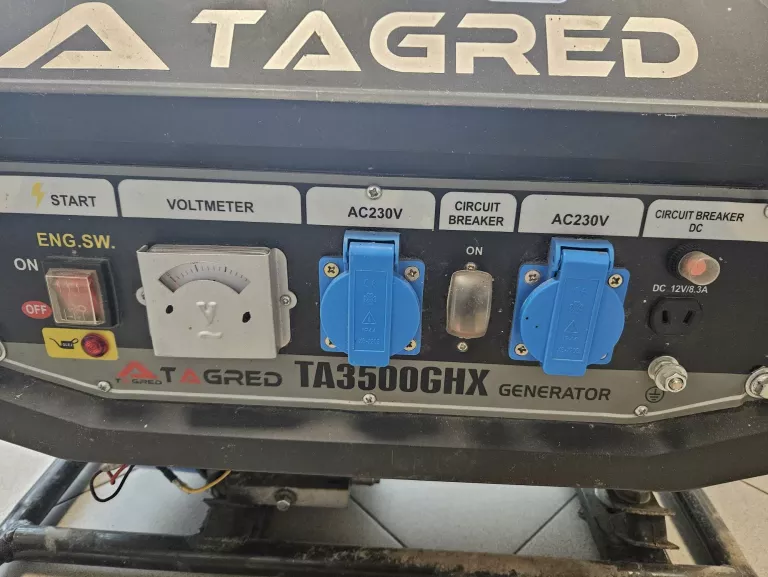 TAGRED
START
VOLTMETER
AC230V
CIRCUIT
BREAKER
AC230V
CIRCUIT BREAKER
DC
ENG.SW.
ON
OFF
V
ON
DC 12V/8.3A
TAGRED
TAGRED
TA3500GHX GENERATOR